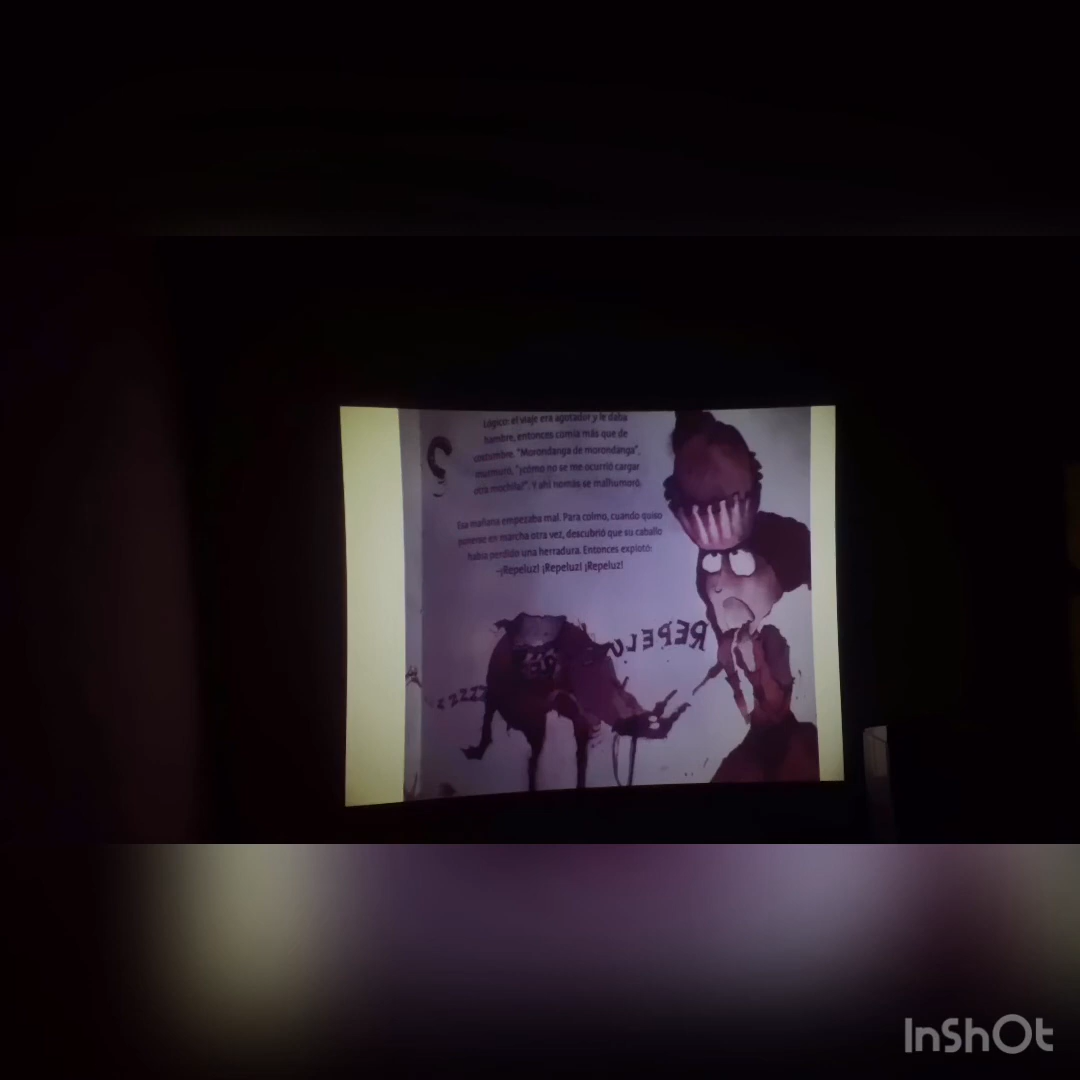 Lógico: el viaje era agotador y le daba
hambre, entonces comía más que de
costumbre. "Morondanga de morondanga",
murmuró, "¡cómo no se me ocurrió cargar
otra mochila!". Y ahí nomás se malhumoró.
Esa mañana empezaba mal. Para colmo, cuando quiso
ponerse en marcha otra vez, descubrió que su caballo
había perdido una herradura. Entonces explotó:
–¡Repeluz! ¡Repeluz! ¡Repeluz!
REPELU
ZZZZZ
InShOt